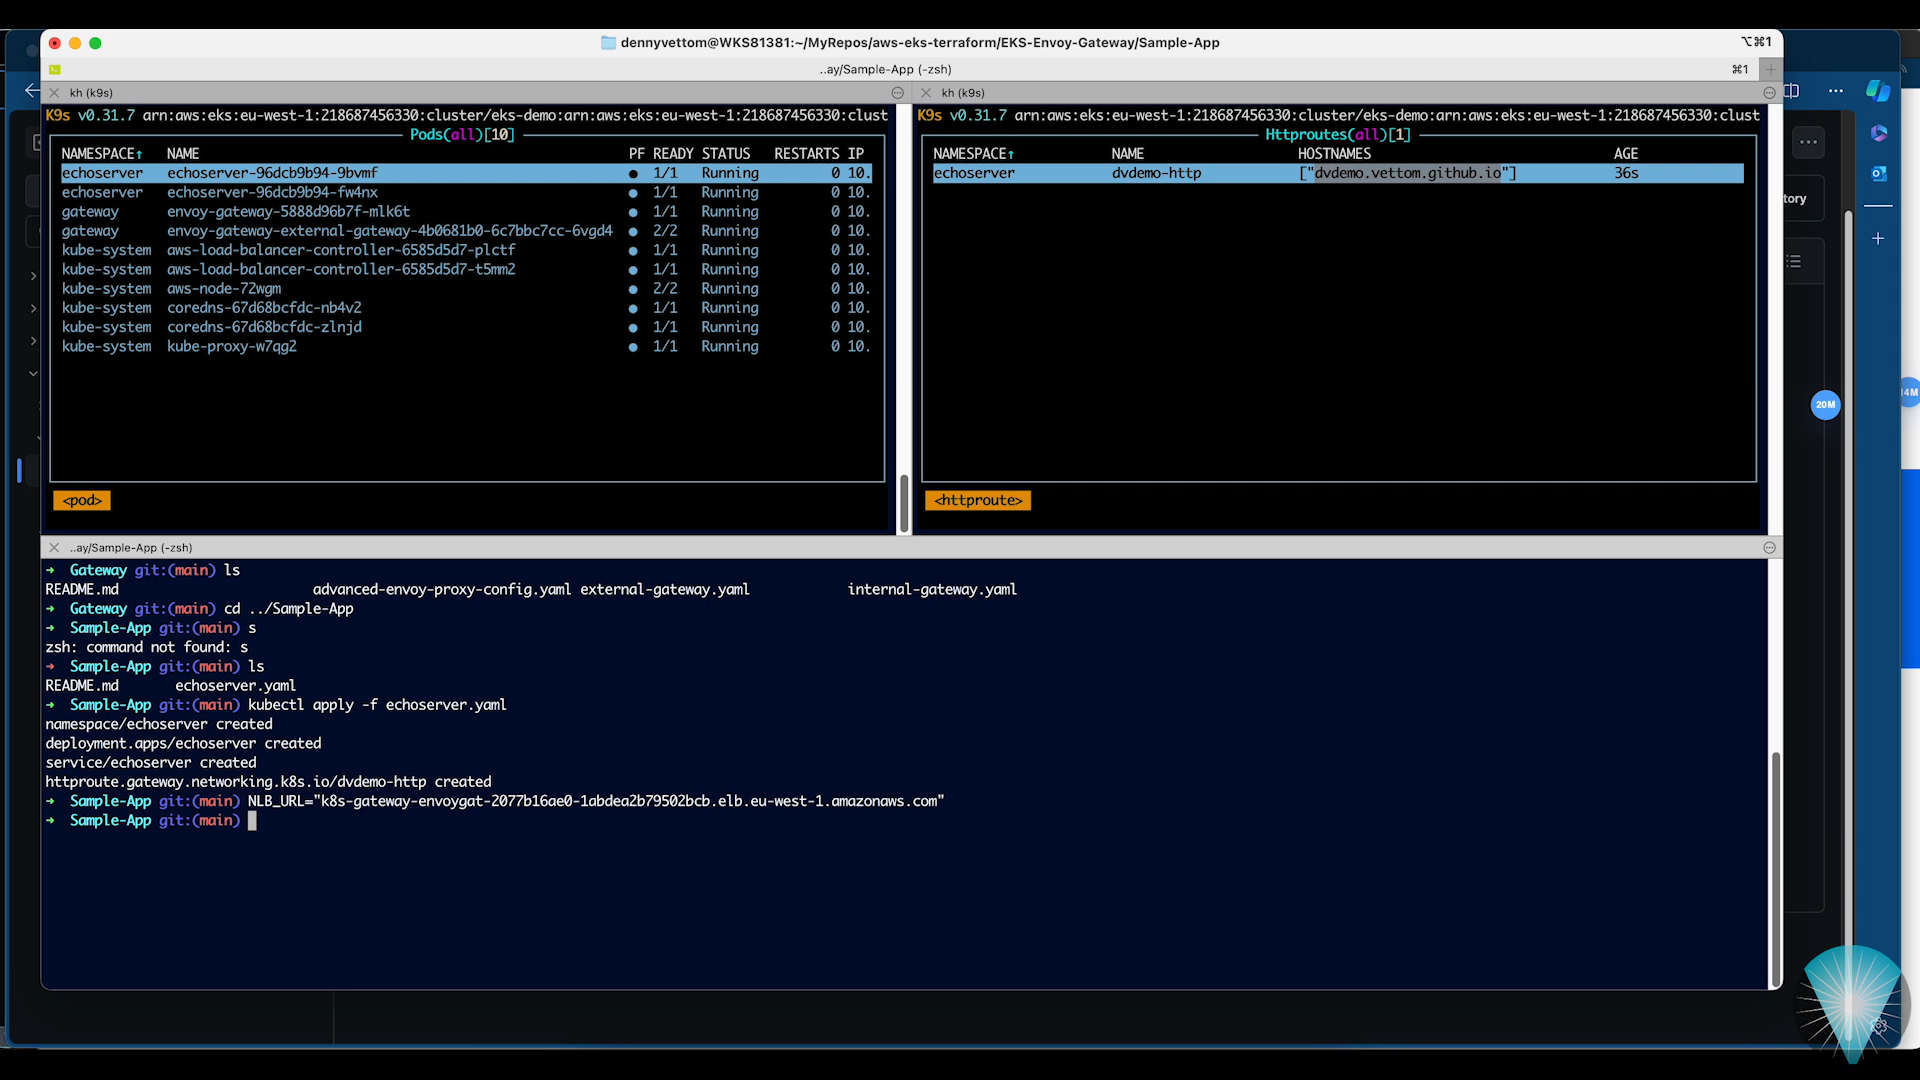 dennyvettom@WKS81381:~/MyRepos/aws-eks-terraform/EKS-Envoy-Gateway/Sample-App
⌥⌘1
..ay/Sample-App (-zsh)
⌘1
kh (k9s)
kh (k9s)
K9s v0.31.7 arn:aws:eks:eu-west-1:218687456330:cluster/eks-demo:arn:aws:eks:eu-west-1:218687456330:clust
Pods(all)[10]
NAMESPACE↑ NAME PF READY STATUS RESTARTS IP
echoserver echoserver-96dcb9b94-9bvmf ● 1/1 Running 0 10.
echoserver echoserver-96dcb9b94-fw4nx ● 1/1 Running 0 10.
gateway envoy-gateway-5888d96b7f-mlk6t ● 1/1 Running 0 10.
gateway envoy-gateway-external-gateway-4b0681b0-6c7bbc7cc-6vgd4 ● 2/2 Running 0 10.
kube-system aws-load-balancer-controller-6585d5d7-plctf ● 1/1 Running 0 10.
kube-system aws-load-balancer-controller-6585d5d7-t5mm2 ● 1/1 Running 0 10.
kube-system aws-node-72wgm ● 2/2 Running 0 10.
kube-system coredns-67d68bcfdc-nb4v2 ● 1/1 Running 0 10.
kube-system coredns-67d68bcfdc-zlnjd ● 1/1 Running 0 10.
kube-system kube-proxy-w7qg2 ● 1/1 Running 0 10.
<pod>
K9s v0.31.7 arn:aws:eks:eu-west-1:218687456330:cluster/eks-demo:arn:aws:eks:eu-west-1:218687456330:clust
Httproutes(all)[1]
NAMESPACE↑ NAME HOSTNAMES AGE
echoserver dvdemo-http ["dvdemo.vettom.github.io"] 36s
<httproute>
tory
20M
14M
..ay/Sample-App (-zsh)
→ Gateway git:(main) ls
README.md advanced-envoy-proxy-config.yaml external-gateway.yaml internal-gateway.yaml
→ Gateway git:(main) cd ../Sample-App
→ Sample-App git:(main) s
zsh: command not found: s
→ Sample-App git:(main) ls
README.md echoserver.yaml
→ Sample-App git:(main) kubectl apply -f echoserver.yaml
namespace/echoserver created
deployment.apps/echoserver created
service/echoserver created
httproute.gateway.networking.k8s.io/dvdemo-http created
→ Sample-App git:(main) NLB_URL="k8s-gateway-envoygat-2077b16ae0-1abdea2b79502bcb.elb.eu-west-1.amazonaws.com"
→ Sample-App git:(main)